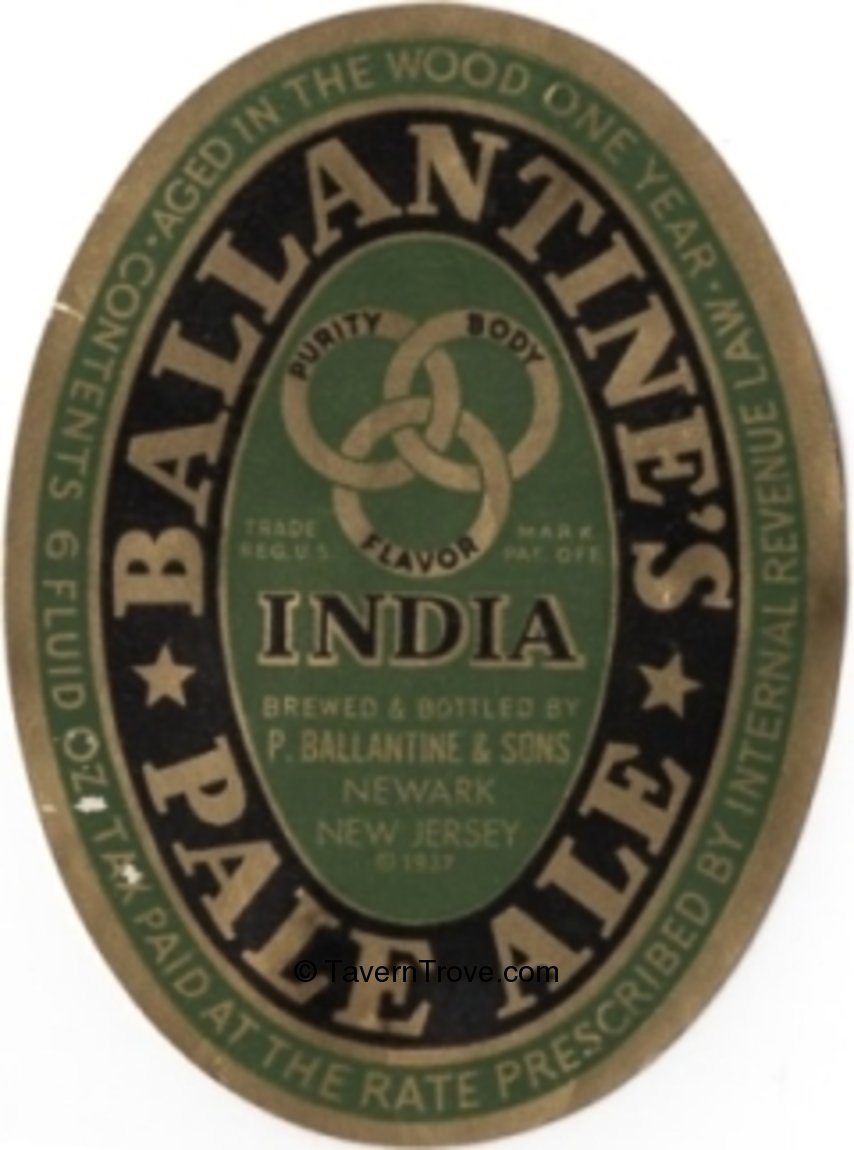 AGED IN THE WOOD ONE YEAR · CONTENTS 6 FLUID OZ. TAX PAID AT THE RATE PRESCRIBED BY INTERNAL REVENUE LAW ·
BALLANTINE'S
PURITY BODY
FLAVOR
TRADE MARK
REG. U.S. PAT. OFF.
INDIA
BREWED & BOTTLED BY
P. BALLANTINE & SONS
NEWARK
NEW JERSEY
© 1937
PALE ALE
© TavernTrove.com